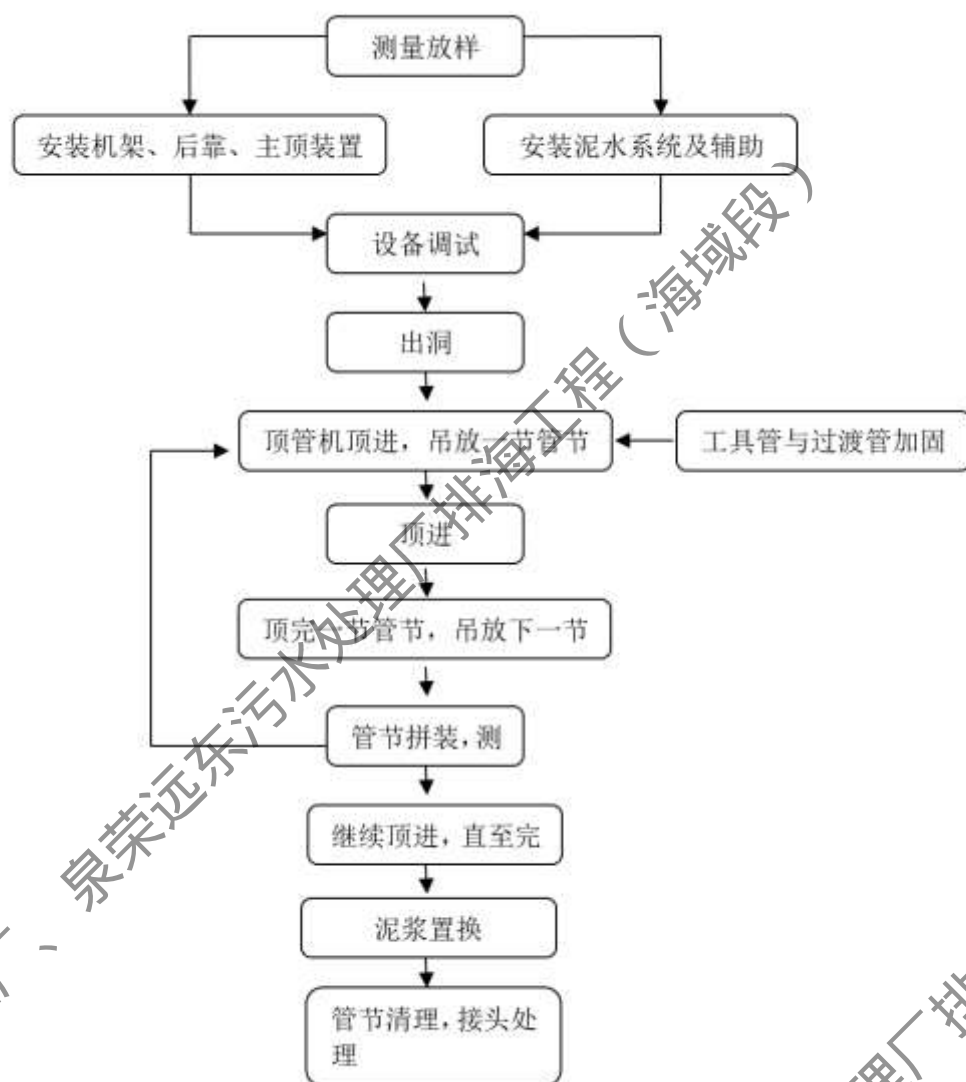 测量放样
安装机架、后靠、主顶装置
安装泥水系统及辅助
设备调试
出洞
顶管机顶进，吊放一节管节
工具管与过渡管加固
顶进
顶完一节管节，吊放下一节
管节拼装，测
继续顶进，直至完
泥浆置换
管节清理，接头处
理
、泉荣远东污水处理厂排海工程（海域段）
理厂排